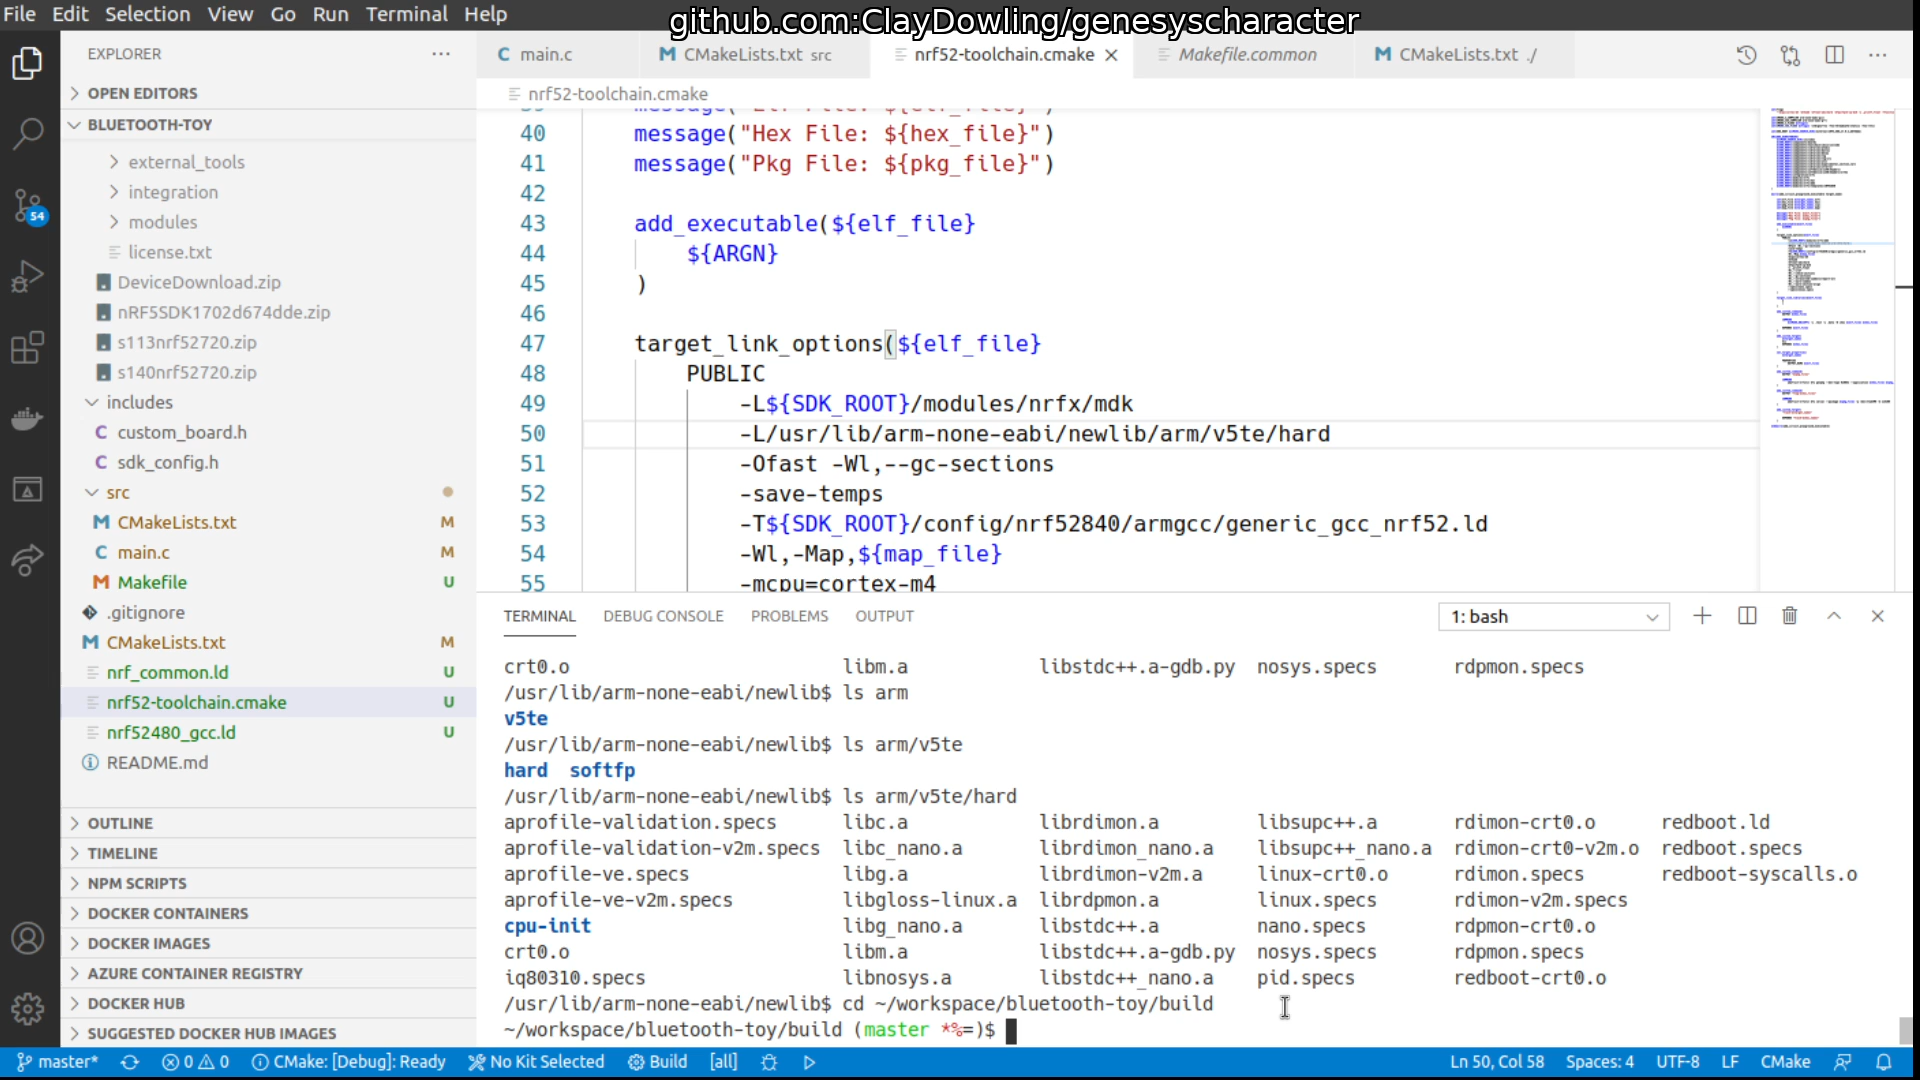 File Edit Selection View Go Run Terminal Help
github.com:ClayDowling/genesyscharacter
EXPLORER
main.c
CMakeLists.txt src
nrf52-toolchain.cmake
Makefile.common
CMakeLists.txt ./
OPEN EDITORS
BLUETOOTH-TOY
external_tools
integration
modules
license.txt
DeviceDownload.zip
nRF5SDK1702d674dde.zip
s113nrf52720.zip
s140nrf52720.zip
includes
C custom_board.h
C sdk_config.h
src
M CMakeLists.txt M
C main.c M
M Makefile U
.gitignore
M CMakeLists.txt M
nrf_common.ld U
nrf52-toolchain.cmake U
nrf52480_gcc.ld U
README.md
OUTLINE
TIMELINE
NPM SCRIPTS
DOCKER CONTAINERS
DOCKER IMAGES
AZURE CONTAINER REGISTRY
DOCKER HUB
SUGGESTED DOCKER HUB IMAGES
54
nrf52-toolchain.cmake
40 message("Hex File: ${hex_file}")
41 message("Pkg File: ${pkg_file}")
42
43 add_executable(${elf_file}
44 ${ARGN}
45 )
46
47 target_link_options(${elf_file}
48 PUBLIC
49 -L${SDK_ROOT}/modules/nrfx/mdk
50 -L/usr/lib/arm-none-eabi/newlib/arm/v5te/hard
51 -Ofast -Wl,--gc-sections
52 -save-temps
53 -T${SDK_ROOT}/config/nrf52840/armgcc/generic_gcc_nrf52.ld
54 -Wl,-Map,${map_file}
55 -mcpu=cortex-m4
TERMINAL DEBUG CONSOLE PROBLEMS OUTPUT 1: bash
crt0.o libm.a libstdc++.a-gdb.py nosys.specs rdpmon.specs
/usr/lib/arm-none-eabi/newlib$ ls arm
v5te
/usr/lib/arm-none-eabi/newlib$ ls arm/v5te
hard softfp
/usr/lib/arm-none-eabi/newlib$ ls arm/v5te/hard
aprofile-validation.specs libc.a librdimon.a libsupc++.a rdimon-crt0.o redboot.ld
aprofile-validation-v2m.specs libc_nano.a librdimon_nano.a libsupc++_nano.a rdimon-crt0-v2m.o redboot.specs
aprofile-ve.specs libg.a librdimon-v2m.a linux-crt0.o rdimon.specs redboot-syscalls.o
aprofile-ve-v2m.specs libgloss-linux.a librdpmon.a linux.specs rdimon-v2m.specs
cpu-init libg_nano.a libstdc++.a nano.specs rdpmon-crt0.o
crt0.o libm.a libstdc++.a-gdb.py nosys.specs rdpmon.specs
iq80310.specs libnosys.a libstdc++_nano.a pid.specs redboot-crt0.o
/usr/lib/arm-none-eabi/newlib$ cd ~/workspace/bluetooth-toy/build
~/workspace/bluetooth-toy/build (master *%=)$
master* 0 0 CMake: [Debug]: Ready No Kit Selected Build [all] Ln 50, Col 58 Spaces: 4 UTF-8 LF CMake